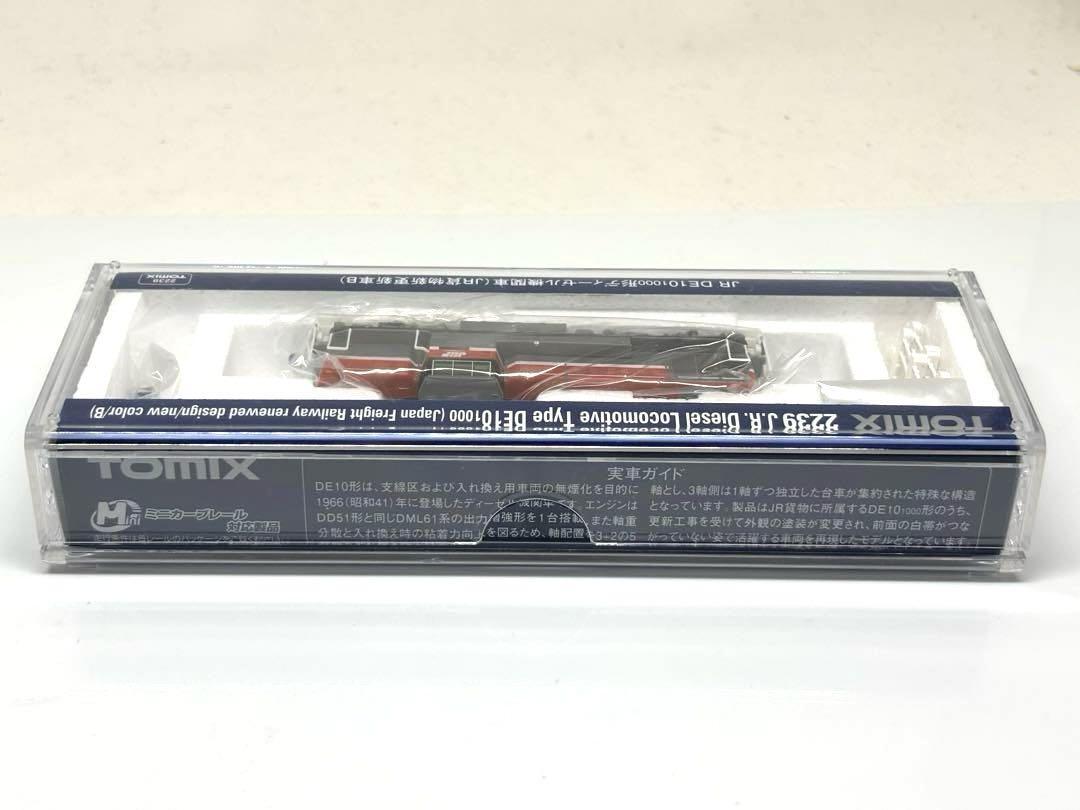 JR DE101000形ディーゼル機関車(JR貨物新更新車B)
2239
TOMIX
TOMIX 2239 J.R. Diesel Locomotive Type DE101000 (Japan Freight Railway renewed design/new color/B)
TOMIX
Mini
ミニカーブレール
対応製品
実車ガイド
DE10形は、支線区および入れ換え用車両の無煙化を目的に
1966(昭和41)年に登場したディーゼル機関車です。エンジンは
DD51形と同じDML61系の出力増強形を1台搭載、また軸重
分散と入れ換え時の粘着力向上を図るため、軸配置を3+2の5
軸とし、3軸側は1軸ずつ独立した台車が集約された特殊な構造
となっています。製品はJR貨物に所属するDE101000形のうち、
更新工事を受けて外観の塗装が変更され、前面の白帯がつな
がっていない姿で活躍する車両を再現したモデルとなっています